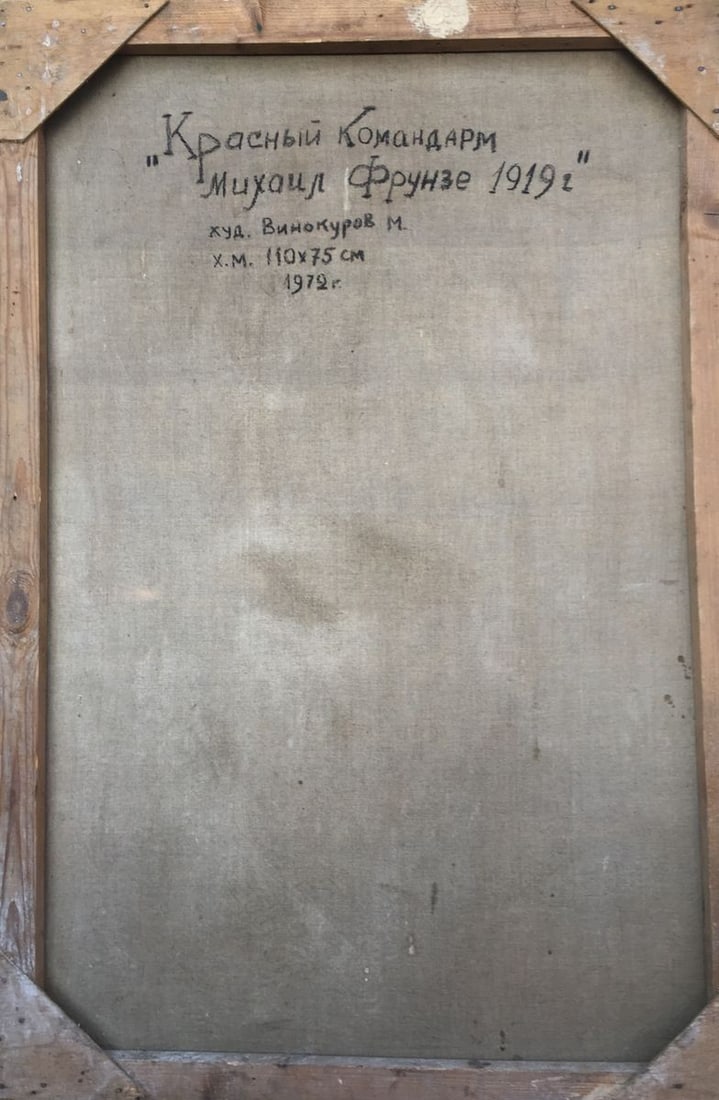 "Красный Командарм
Михаил Фрунзе 1919г"
худ. Винокуров М.
х.м. 110х75 см
1972г.